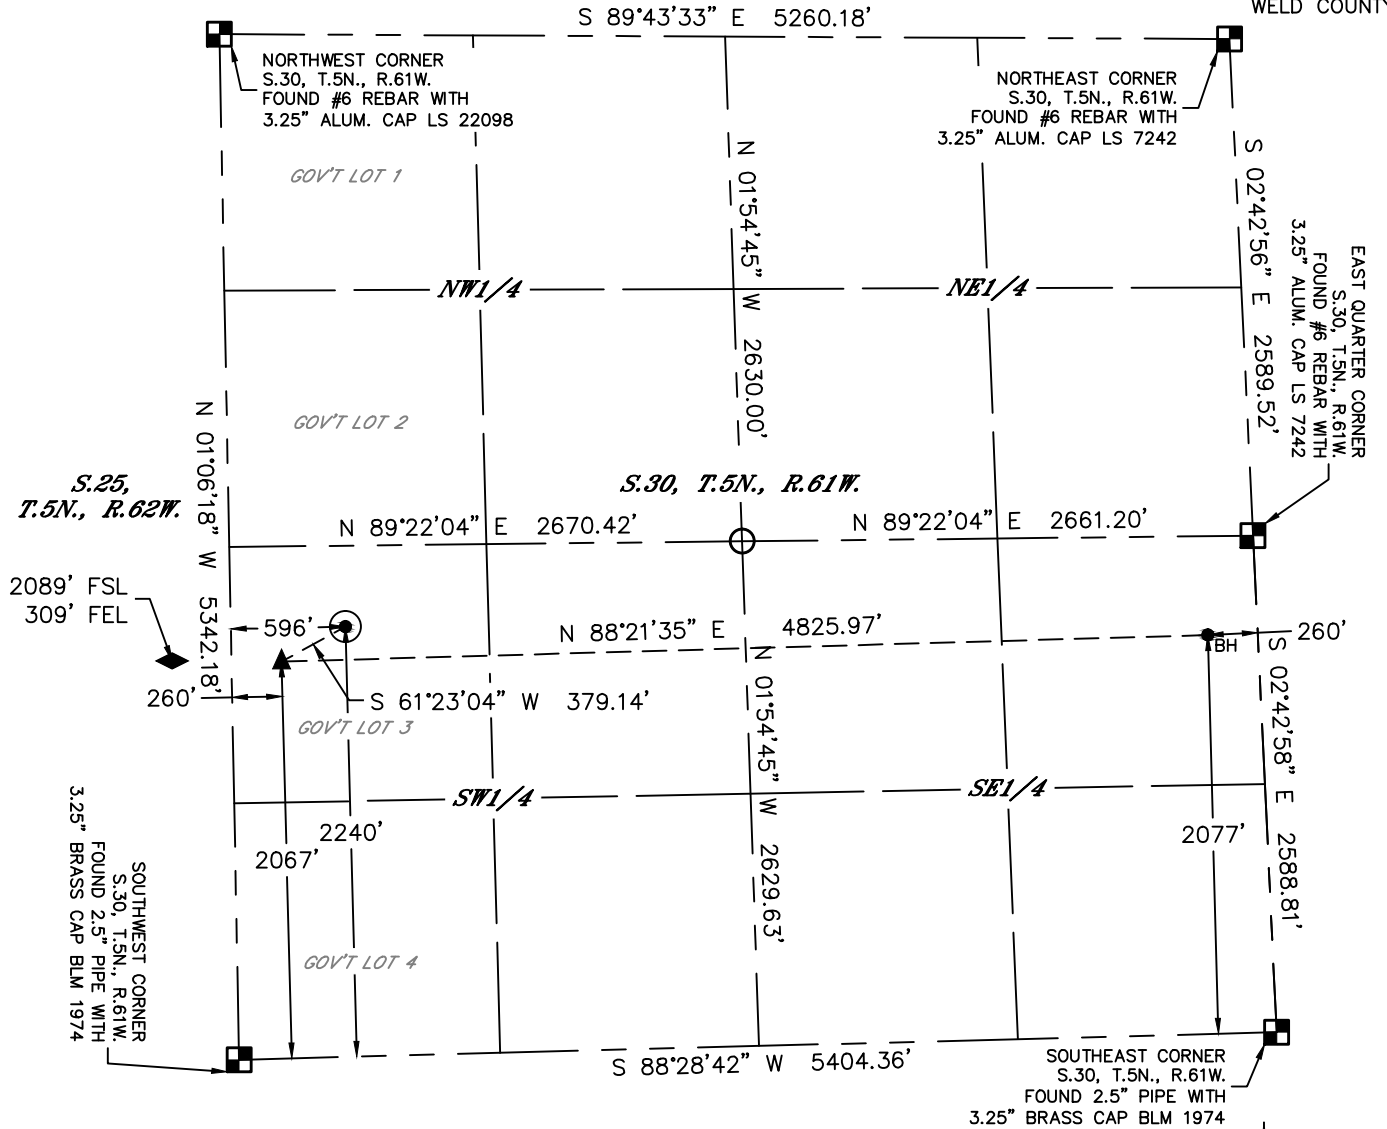 S 89°43'33" E 5260.18'
WELD COUNTY
NORTHWEST CORNER
S.30, T.5N., R.61W.
FOUND #6 REBAR WITH
3.25" ALUM. CAP LS 22098
NORTHEAST CORNER
S.30, T.5N., R.61W.
FOUND #6 REBAR WITH
3.25" ALUM. CAP LS 7242
GOV'T LOT 1
N 01°54'45" W 2630.00'
S 02°42'56" E 2589.52'
EAST QUARTER CORNER
S.30, T.5N., R.61W.
FOUND #6 REBAR WITH
3.25" ALUM. CAP LS 7242
NW1/4
NE1/4
GOV'T LOT 2
N 01°06'18" W 5342.18'
S.25,
T.5N., R.62W.
S.30, T.5N., R.61W.
N 89°22'04" E 2670.42'
N 89°22'04" E 2661.20'
2089' FSL
309' FEL
596'
N 88°21'35" E 4825.97'
BH
260'
260'
S 61°23'04" W 379.14'
GOV'T LOT 3
N 01°54'45" W 2629.63'
S 02°42'58" E 2588.81'
SW1/4
SE1/4
2240'
2067'
2077'
SOUTHWEST CORNER
S.30, T.5N., R.61W.
FOUND 2.5" PIPE WITH
3.25" BRASS CAP BLM 1974
GOV'T LOT 4
S 88°28'42" W 5404.36'
SOUTHEAST CORNER
S.30, T.5N., R.61W.
FOUND 2.5" PIPE WITH
3.25" BRASS CAP BLM 1974